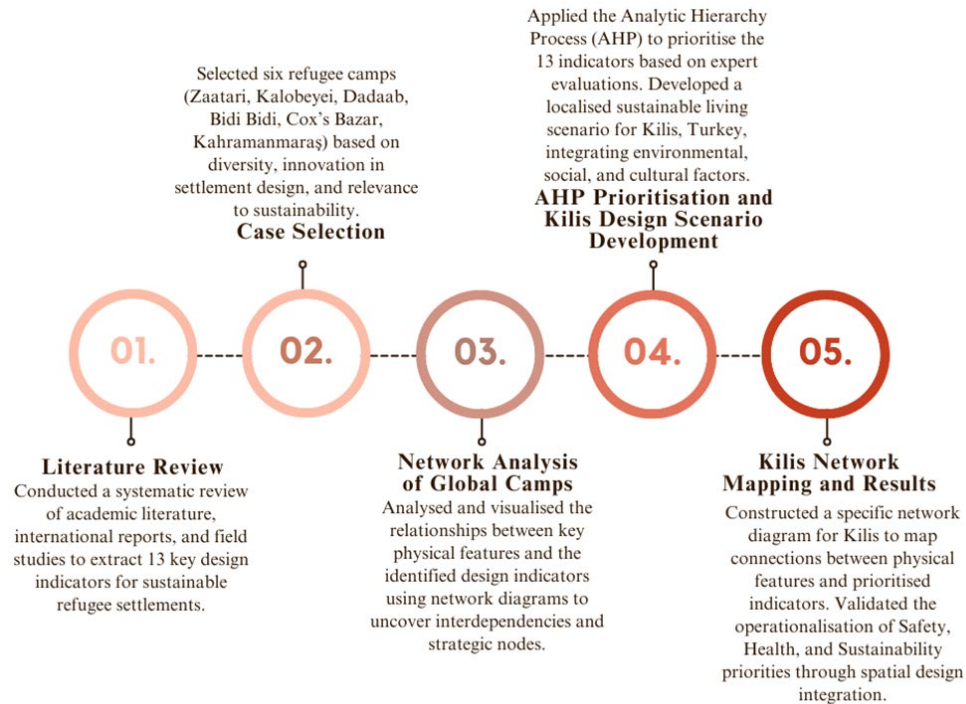 01.
Literature Review
Conducted a systematic review
of academic literature,
international reports, and field
studies to extract 13 key design
indicators for sustainable
refugee settlements.
Selected six refugee camps
(Zaatari, Kalobeyei, Dadaab,
Bidi Bidi, Cox's Bazar,
Kahramanmaraş) based on
diversity, innovation in
settlement design, and relevance
to sustainability.
Case Selection
02.
03.
Network Analysis
of Global Camps
Analysed and visualised the
relationships between key
physical features and the
identified design indicators
using network diagrams to
uncover interdependencies and
strategic nodes.
Applied the Analytic Hierarchy
Process (AHP) to prioritise the
13 indicators based on expert
evaluations. Developed a
localised sustainable living
scenario for Kilis, Turkey,
integrating environmental,
social, and cultural factors.
AHP Prioritisation and
Kilis Design Scenario
Development
04.
05.
Kilis Network
Mapping and Results
Constructed a specific network
diagram for Kilis to map
connections between physical
features and prioritised
indicators. Validated the
operationalisation of Safety,
Health, and Sustainability
priorities through spatial design
integration.